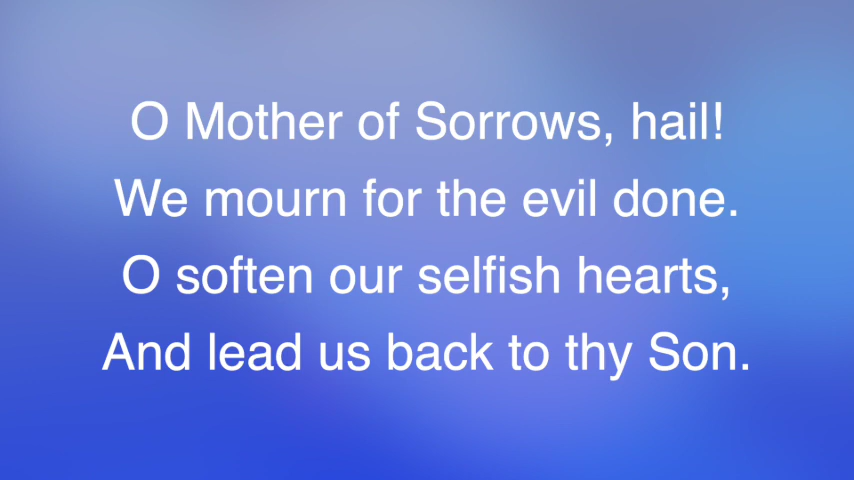 O Mother of Sorrows, hail!
We mourn for the evil done.
O soften our selfish hearts,
And lead us back to thy Son.